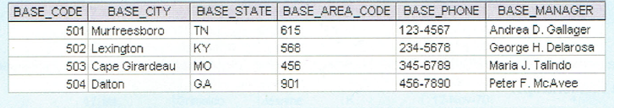 BASE_CODE BASE_CITY BASE_STATE BASE_AREA_CODE BASE_PHONE BASE_MANAGER
501 Murfreesboro TN 615 123-4567 Andrea D. Gallager
502 Lexington KY 568 234-5678 George H. Delarosa
503 Cape Girardeau MO 456 345-6789 Maria J. Talindo
504 Dalton GA 901 456-7890 Peter F. McAvee